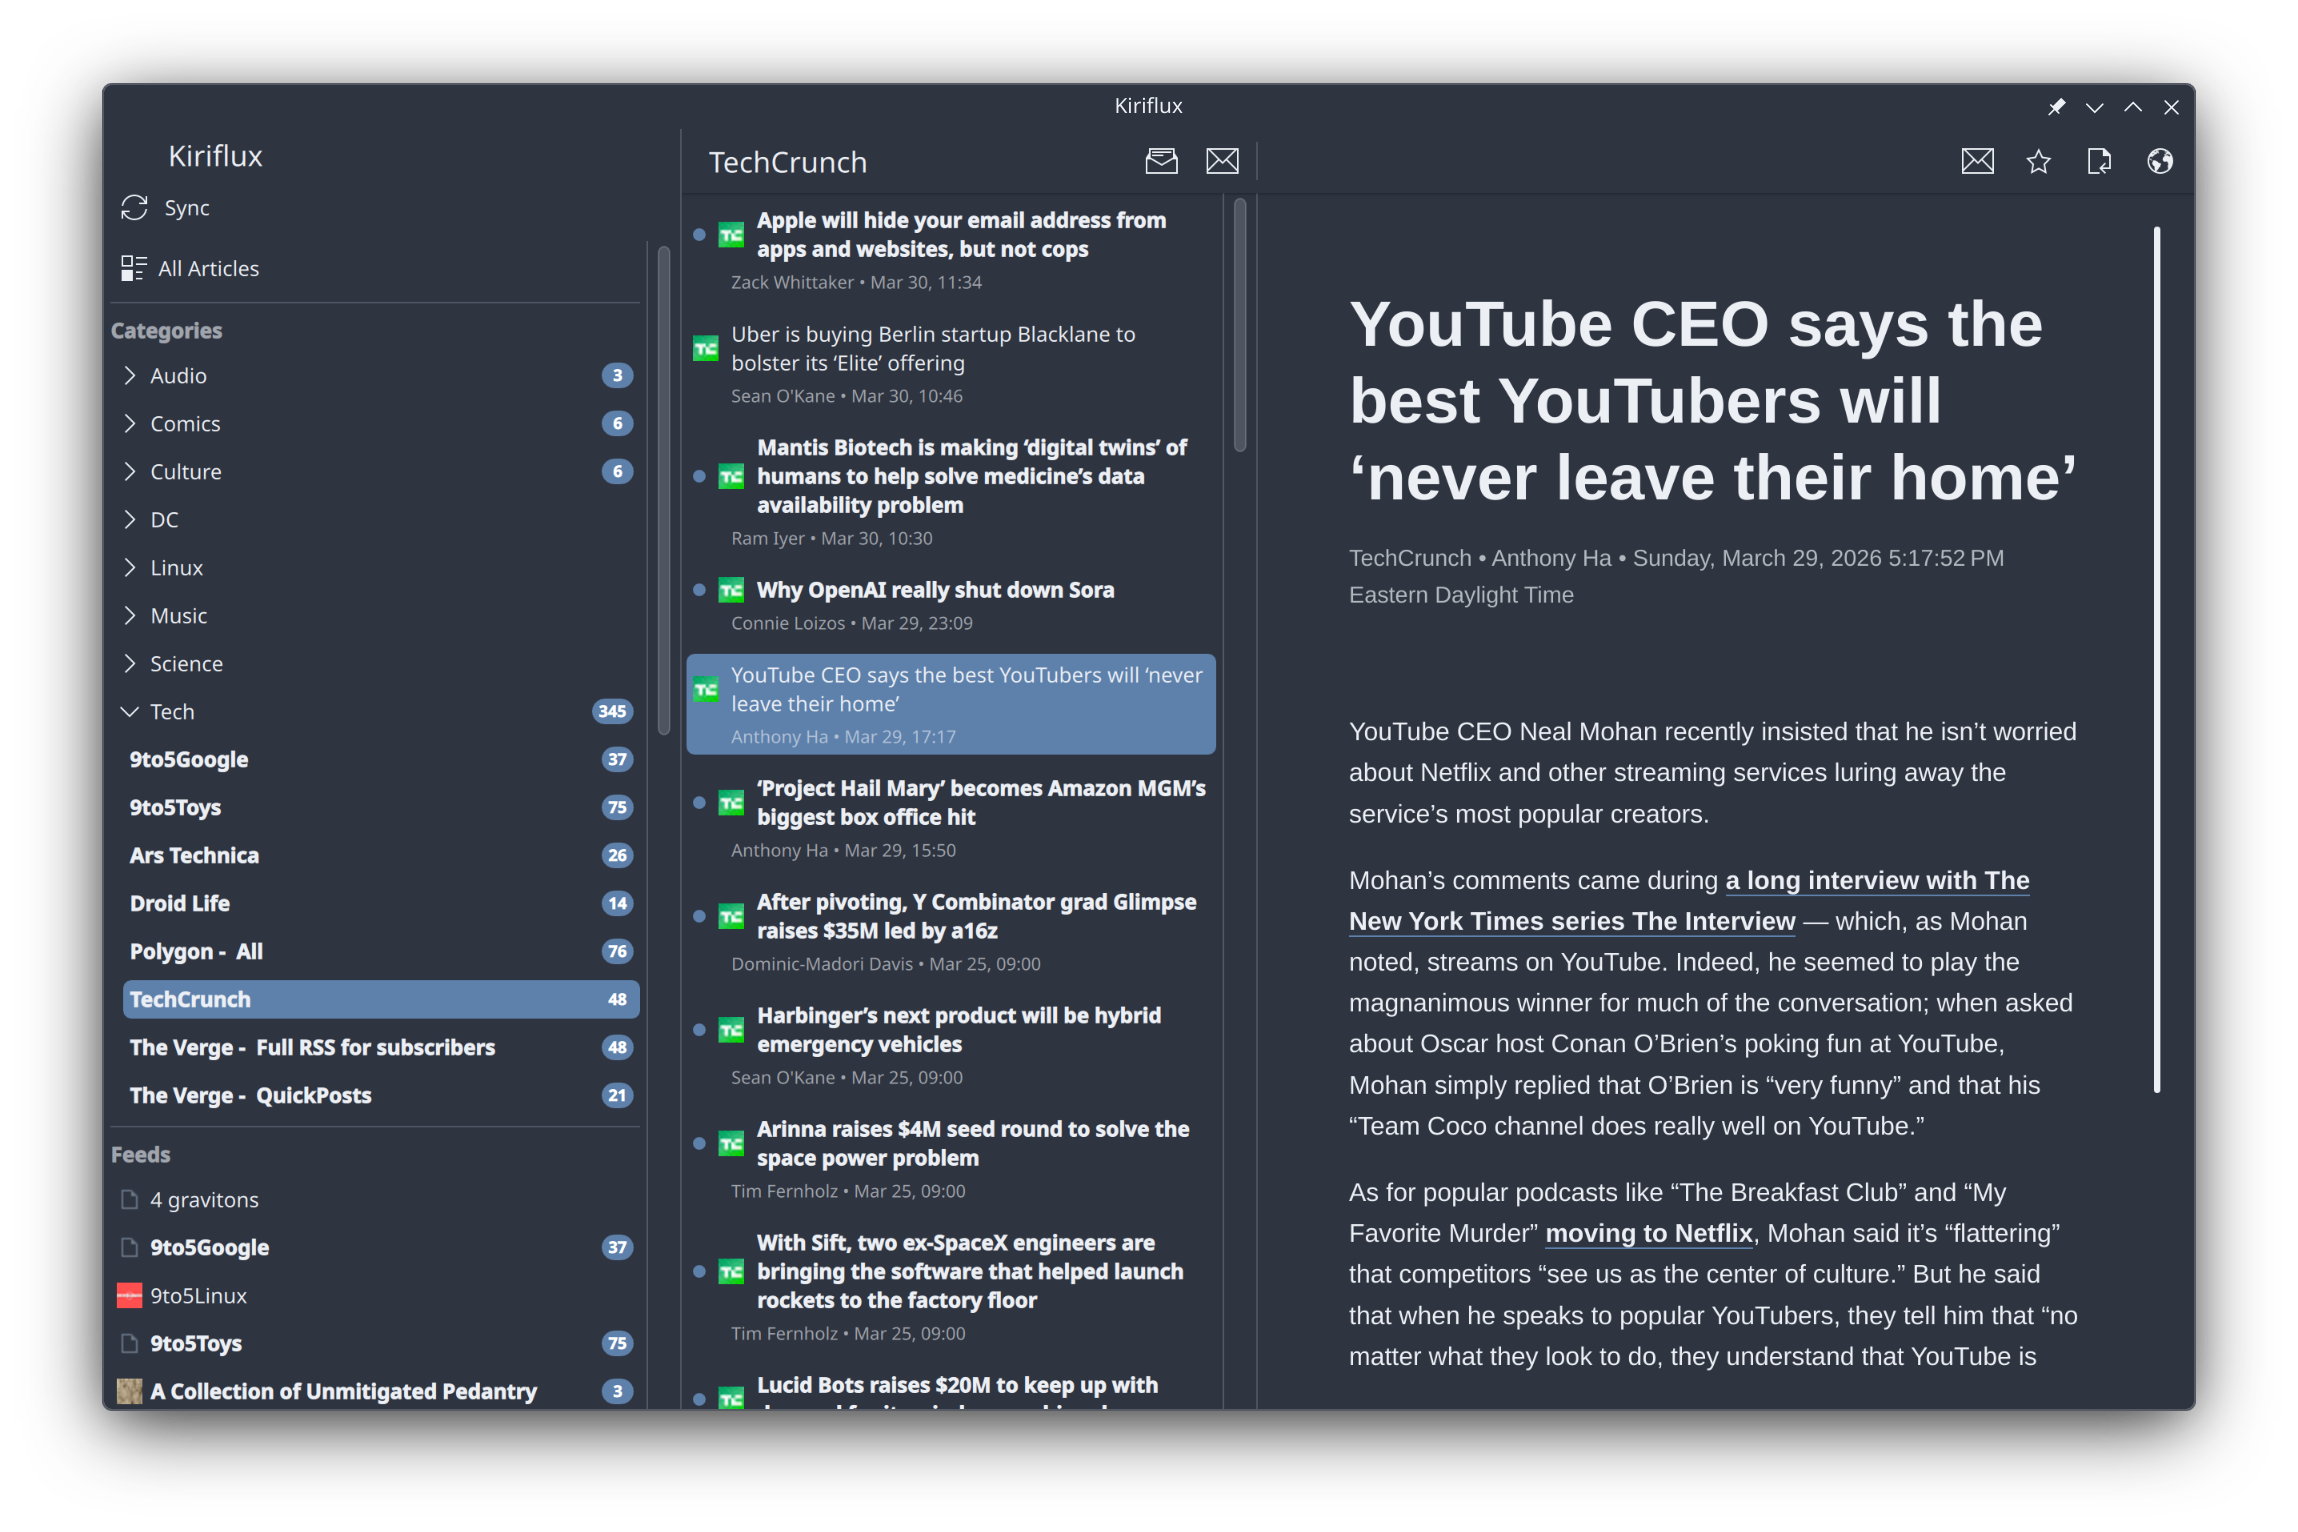 Kiriflux
Kiriflux
Sync
All Articles
Categories
Audio 3
Comics 6
Culture 6
DC
Linux
Music
Science
Tech 345
9to5Google 37
9to5Toys 75
Ars Technica 26
Droid Life 14
Polygon - All 76
TechCrunch 48
The Verge - Full RSS for subscribers 48
The Verge - QuickPosts 21
Feeds
4 gravitons
9to5Google 37
9to5Linux
9to5Toys 75
A Collection of Unmitigated Pedantry 3
TechCrunch
TC
Apple will hide your email address from
apps and websites, but not cops
Zack Whittaker • Mar 30, 11:34
TC
Uber is buying Berlin startup Blacklane to
bolster its ‘Elite’ offering
Sean O'Kane • Mar 30, 10:46
TC
Mantis Biotech is making ‘digital twins’ of
humans to help solve medicine’s data
availability problem
Ram Iyer • Mar 30, 10:30
TC
Why OpenAI really shut down Sora
Connie Loizos • Mar 29, 23:09
TC
YouTube CEO says the best YouTubers will ‘never
leave their home’
Anthony Ha • Mar 29, 17:17
TC
‘Project Hail Mary’ becomes Amazon MGM’s
biggest box office hit
Anthony Ha • Mar 29, 15:50
TC
After pivoting, Y Combinator grad Glimpse
raises $35M led by a16z
Dominic-Madori Davis • Mar 25, 09:00
TC
Harbinger’s next product will be hybrid
emergency vehicles
Sean O'Kane • Mar 25, 09:00
TC
Arinna raises $4M seed round to solve the
space power problem
Tim Fernholz • Mar 25, 09:00
TC
With Sift, two ex-SpaceX engineers are
bringing the software that helped launch
rockets to the factory floor
Tim Fernholz • Mar 25, 09:00
TC
Lucid Bots raises $20M to keep up with
YouTube CEO says the
best YouTubers will
‘never leave their home’
TechCrunch • Anthony Ha • Sunday, March 29, 2026 5:17:52 PM
Eastern Daylight Time
YouTube CEO Neal Mohan recently insisted that he isn’t worried
about Netflix and other streaming services luring away the
service’s most popular creators.
Mohan’s comments came during a long interview with The
New York Times series The Interview — which, as Mohan
noted, streams on YouTube. Indeed, he seemed to play the
magnanimous winner for much of the conversation; when asked
about Oscar host Conan O’Brien’s poking fun at YouTube,
Mohan simply replied that O’Brien is “very funny” and that his
“Team Coco channel does really well on YouTube.”
As for popular podcasts like “The Breakfast Club” and “My
Favorite Murder” moving to Netflix, Mohan said it’s “flattering”
that competitors “see us as the center of culture.” But he said
that when he speaks to popular YouTubers, they tell him that “no
matter what they look to do, they understand that YouTube is